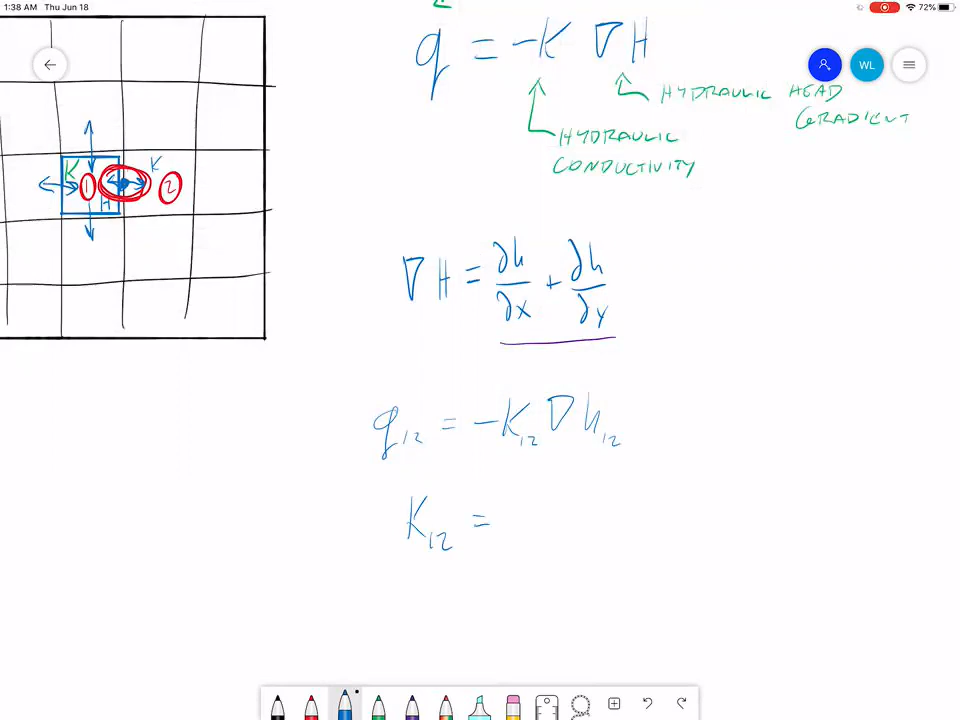 1:38 AM Thu Jun 18
72%
q = -K ∇H
WL
HYDRAULIC HEAD
GRADIENT
HYDRAULIC
CONDUCTIVITY
K 1 K 2
H
∇H = ∂h/∂x + ∂h/∂y
q₁₂ = -K₁₂ ∇h₁₂
K₁₂ =